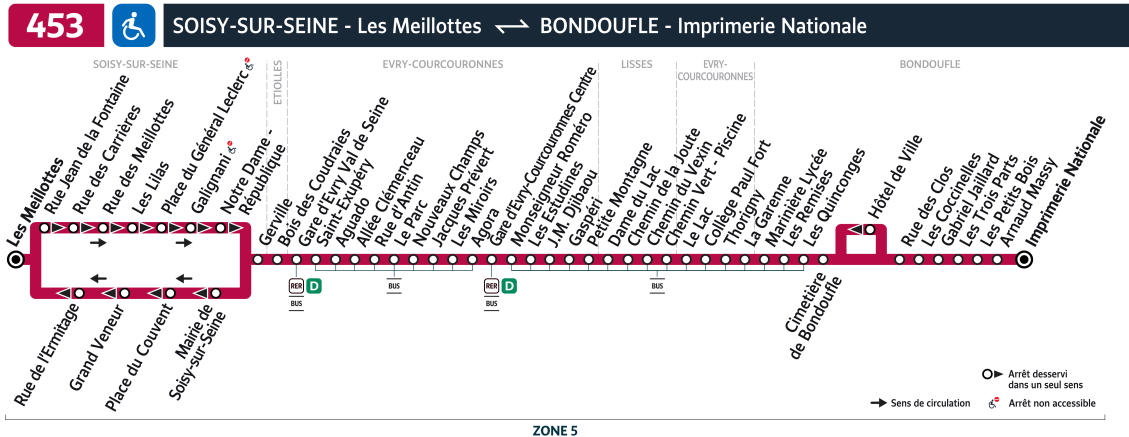 453
SOISY-SUR-SEINE - Les Meillottes
BONDOUFLE - Imprimerie Nationale
SOISY-SUR-SEINE
ETIOLLES
EVRY-COURCOURONNES
LISSES
EVRY-
COURCOURONNES
BONDOUFLE
Les Meillottes
Rue Jean de la Fontaine
Rue des Carrières
Rue des Meillottes
Les Lilas
Place du Général Leclerc
Galignani
Notre Dame -
République
Gerville
Bois des Coudraies
Gare d'Evry Val de Seine
Saint-Exupéry
Aguado
Allée Clémenceau
Rue d'Antin
Le Parc
Nouveaux Champs
Jacques Prévert
Les Miroirs
Agora
Gare d'Evry-Courcouronnes Centre
Monseigneur Roméro
Les Estudines
J.M. Djibaou
Gaspéri
Petite Montagne
Dame du Lac
Chemin de la Joute
Chemin du Vexin
Chemin Vert - Piscine
Le Lac
Collège Paul Fort
Thorigny
La Garenne
Marinière Lycée
Les Remises
Les Quinconges
Hôtel de Ville
Rue des Clos
Les Coccinelles
Gabriel Jaillard
Les Trois Parts
Les Petits Bois
Arnaud Massy
Imprimerie Nationale
Rue de l'Ermitage
Grand Veneur
Place du Couvent
Mairie de
Soisy-sur-Seine
RER
D
BUS
BUS
RER
D
BUS
BUS
Cimetière
de Bondoufle
Arrêt desservi
dans un seul sens
Sens de circulation
Arrêt non accessible
ZONE 5